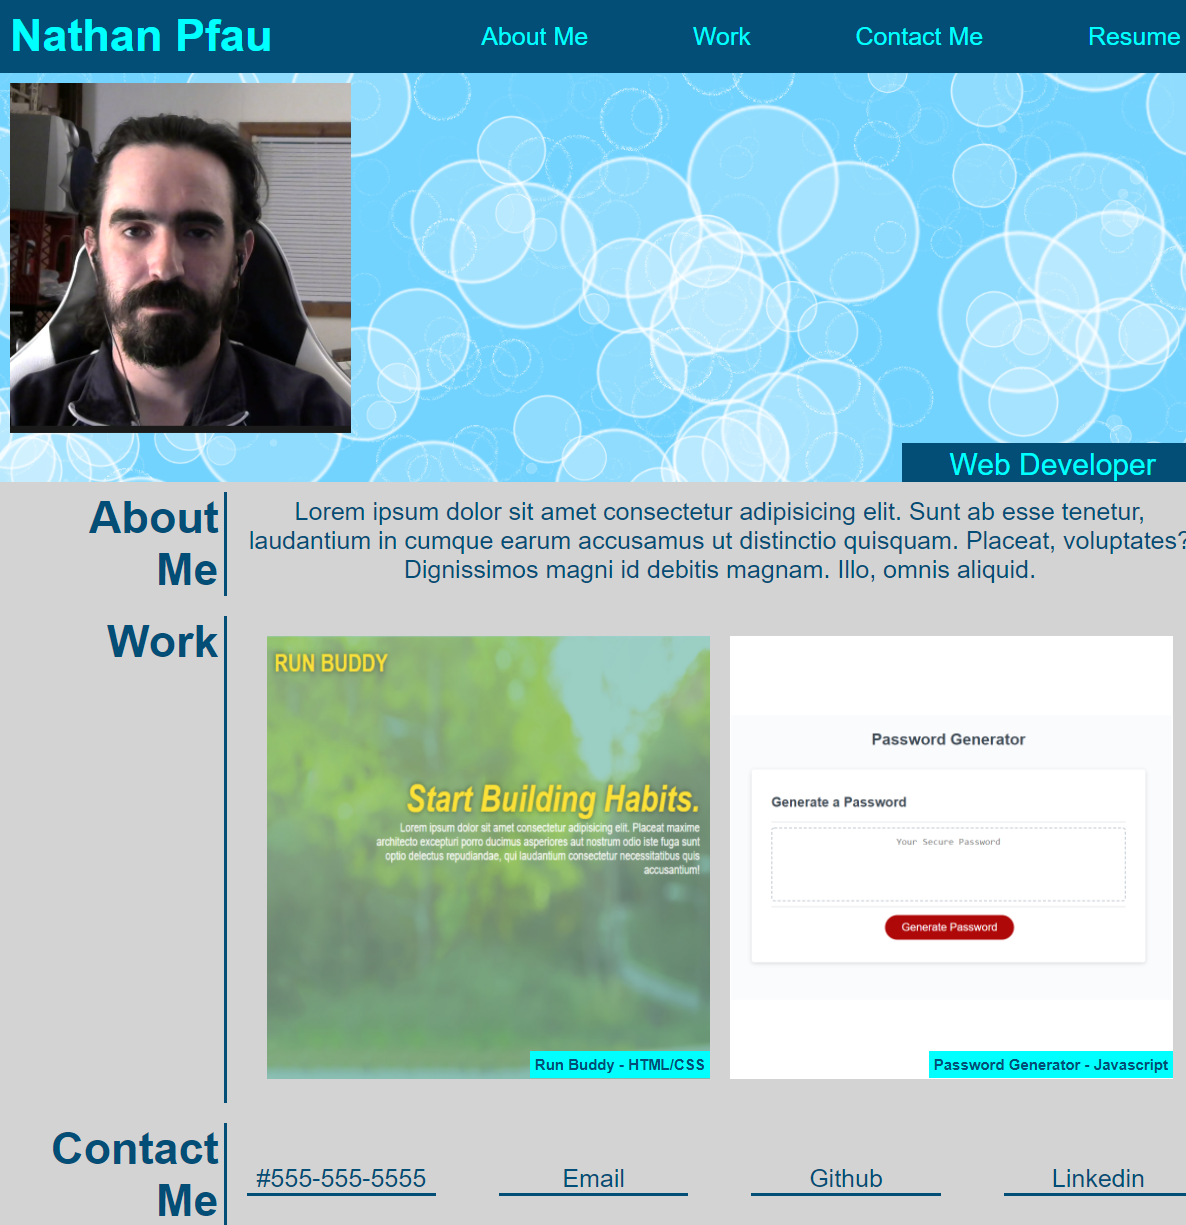 Nathan Pfau
About Me
Work
Contact Me
Resume
Web Developer
About
Me
Lorem ipsum dolor sit amet consectetur adipisicing elit. Sunt ab esse tenetur,
laudantium in cumque earum accusamus ut distinctio quisquam. Placeat, voluptates?
Dignissimos magni id debitis magnam. Illo, omnis aliquid.
Work
RUN BUDDY
Start Building Habits.
Lorem ipsum dolor sit amet consectetur adipisicing elit. Placeat maxime
architecto excepturi porro ducimus asperiores aut nostrum odio iste fuga sunt
optio delectus repudiandae, qui laudantium consectetur necessitatibus quis
accusantium!
Run Buddy - HTML/CSS
Password Generator
Generate a Password
Your Secure Password
Generate Password
Password Generator - Javascript
Contact
Me
#555-555-5555
Email
Github
Linkedin